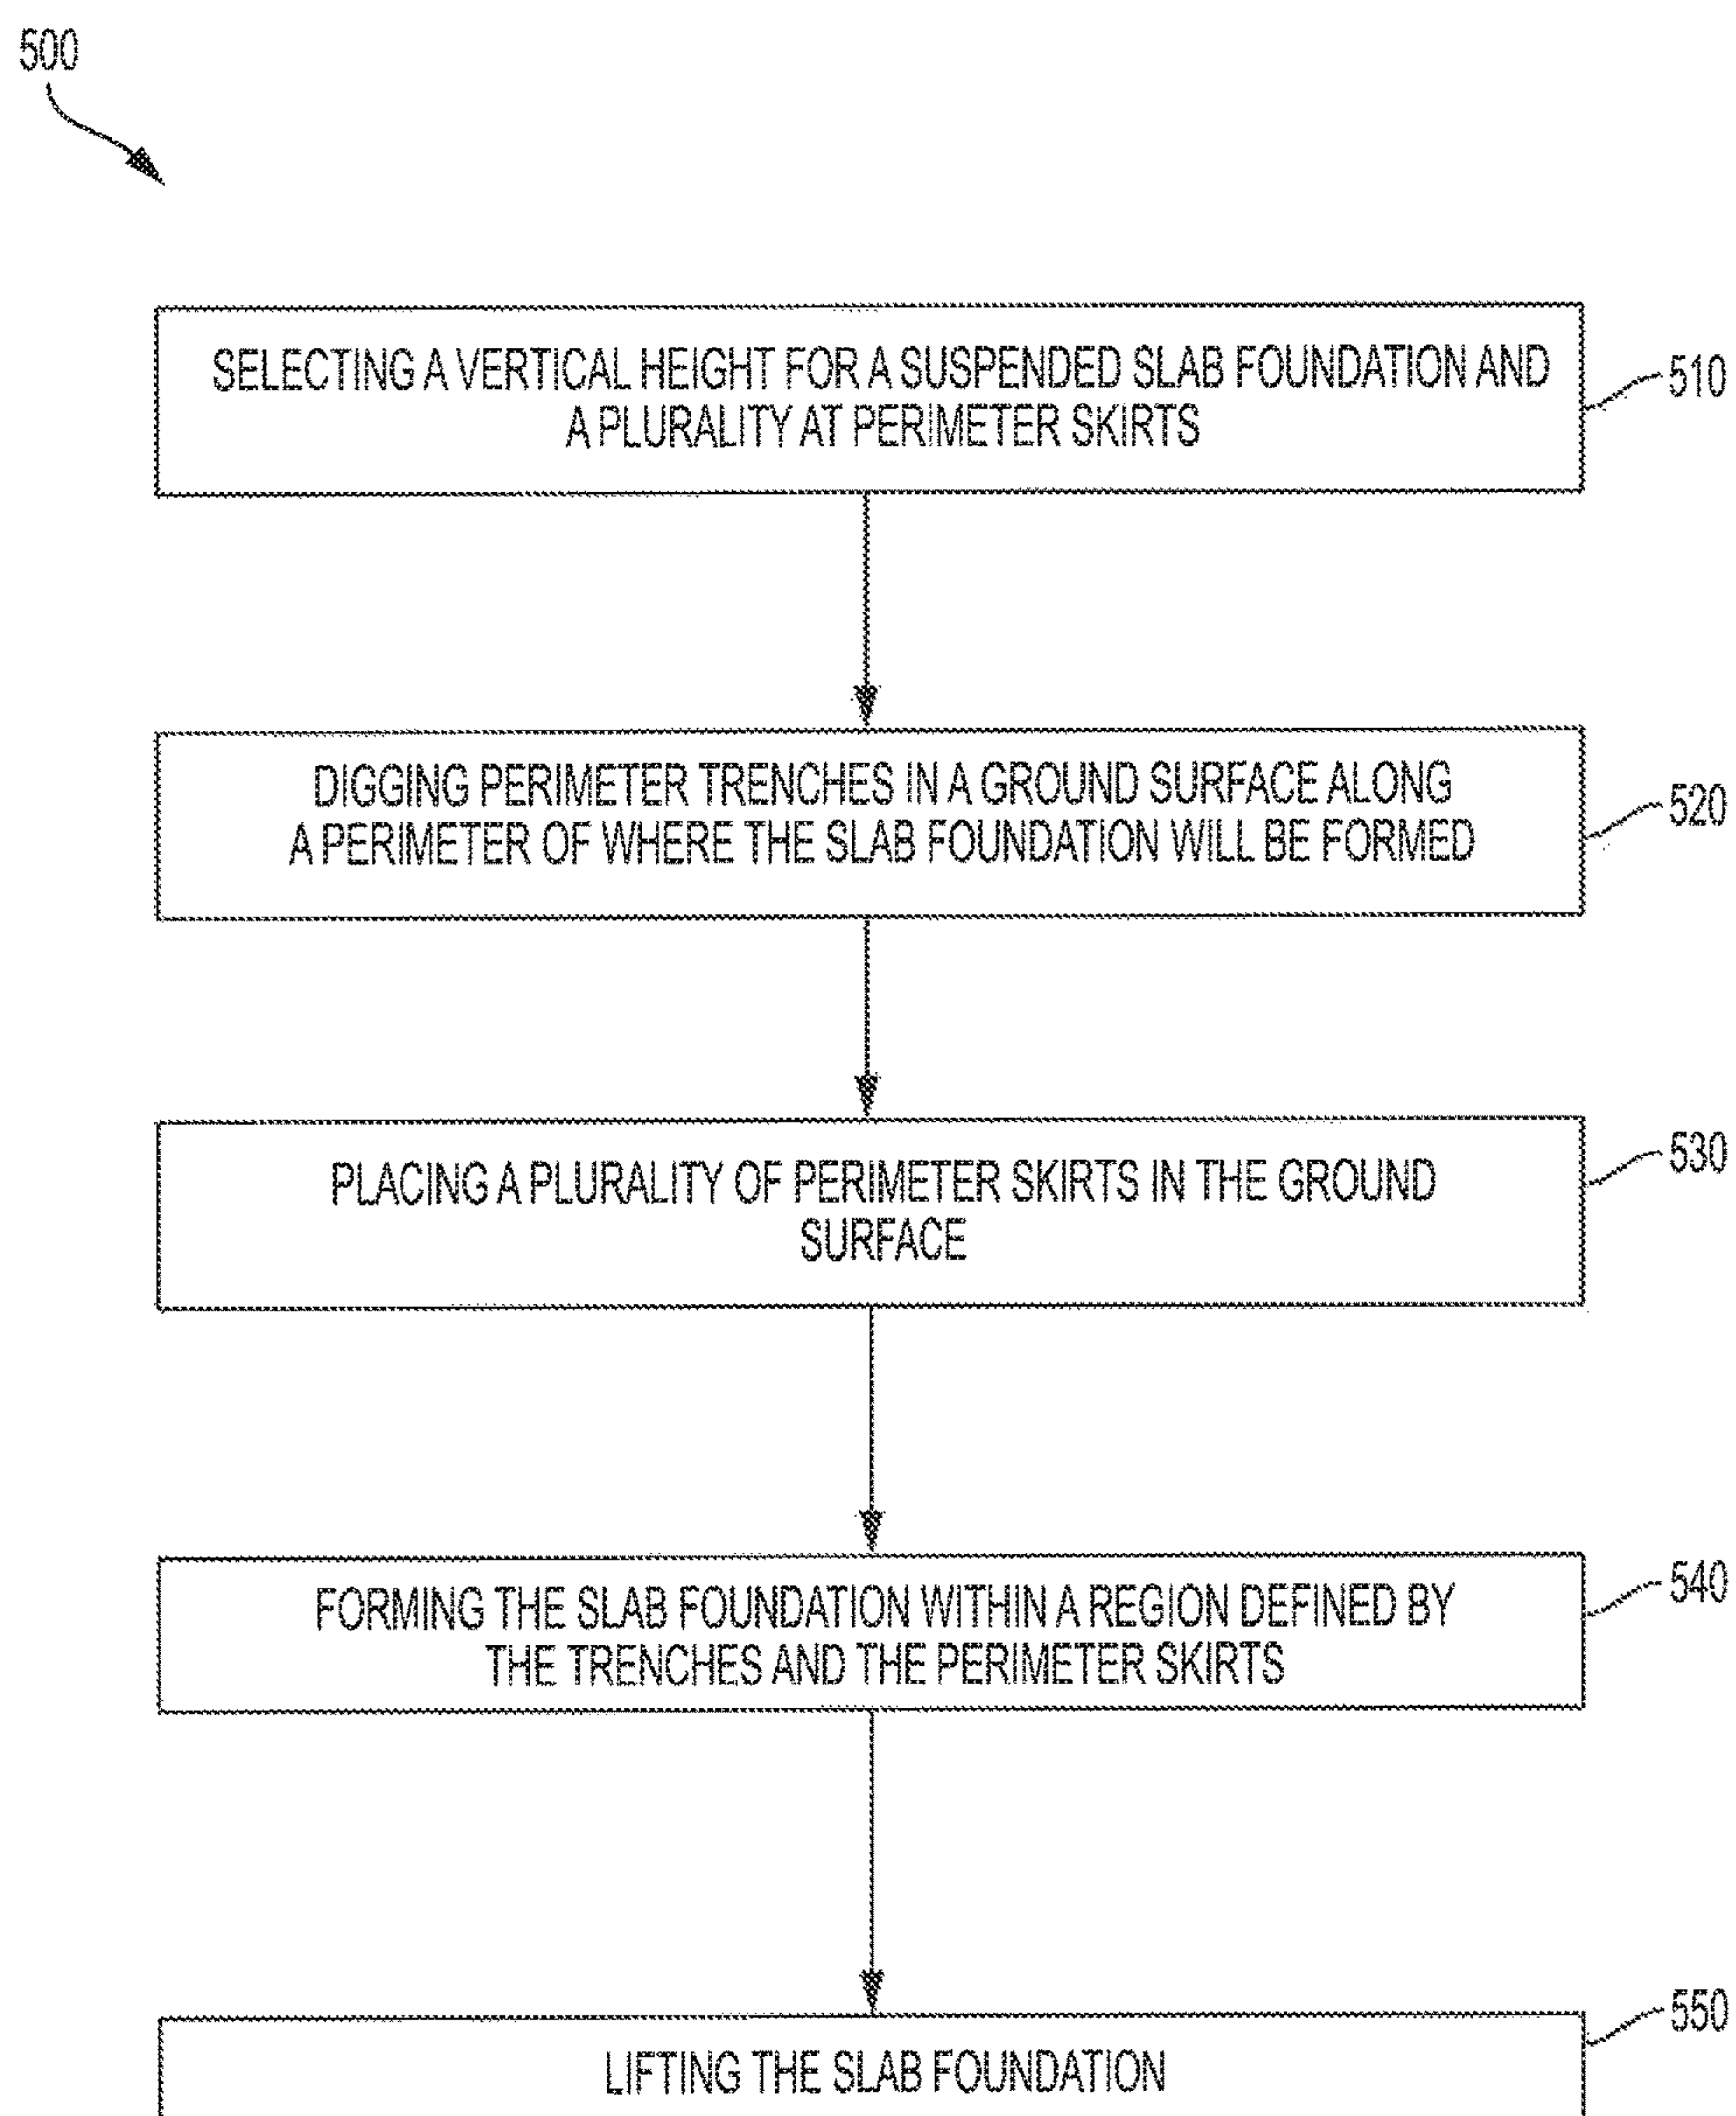 500
SELECTING A VERTICAL HEIGHT FOR A SUSPENDED SLAB FOUNDATION AND
A PLURALITY AT PERIMETER SKIRTS
510
DIGGING PERIMETER TRENCHES IN A GROUND SURFACE ALONG
A PERIMETER OF WHERE THE SLAB FOUNDATION WILL BE FORMED
520
PLACING A PLURALITY OF PERIMETER SKIRTS IN THE GROUND
SURFACE
530
FORMING THE SLAB FOUNDATION WITHIN A REGION DEFINED BY
THE TRENCHES AND THE PERIMETER SKIRTS
540
LIFTING THE SLAB FOUNDATION
550